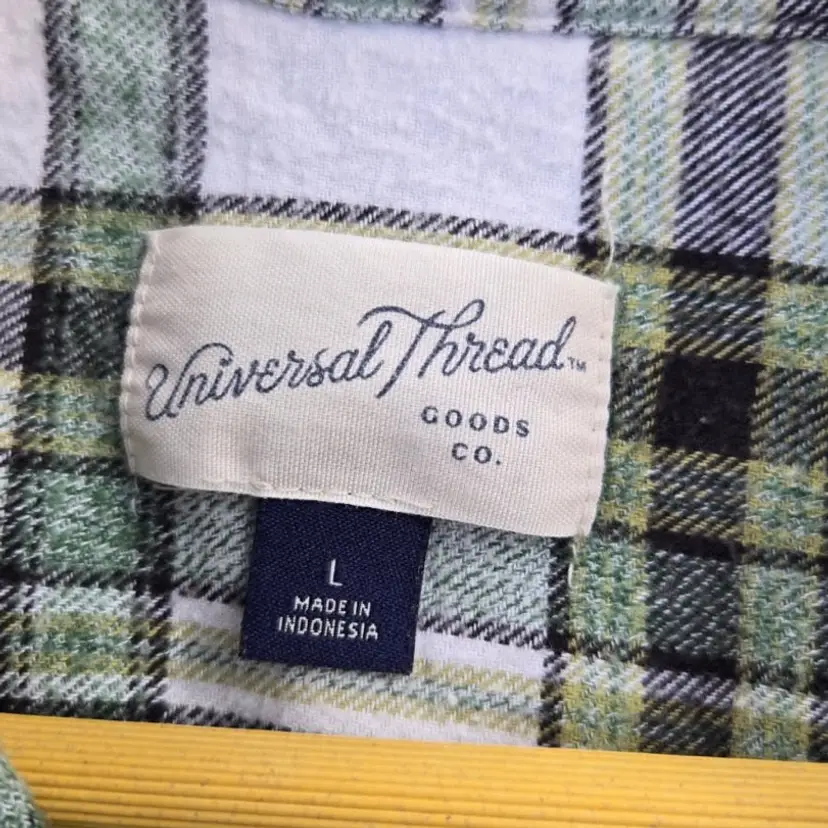 Universal Thread™
GOODS
CO.
L
MADE IN
INDONESIA